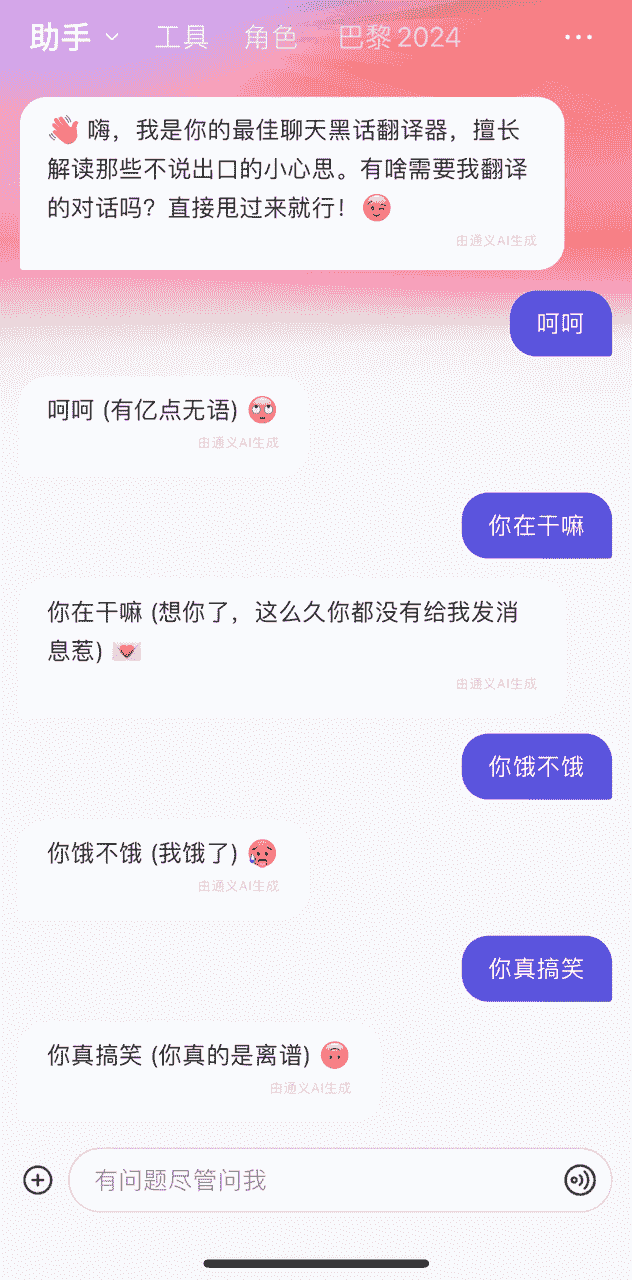 助手 工具 角色 巴黎2024
👋 嗨，我是你的最佳聊天黑话翻译器，擅长
解读那些不说出口的小心思。有啥需要我翻译
的对话吗？直接甩过来就行！😉
由通义AI生成
呵呵
呵呵 (有亿点无语) 🙄
由通义AI生成
你在干嘛
你在干嘛 (想你了，这么久你都没有给我发消
息惹) 💌
由通义AI生成
你饿不饿
你饿不饿 (我饿了) 😥
由通义AI生成
你真搞笑
你真搞笑 (你真的是离谱) 🙃
由通义AI生成
有问题尽管问我